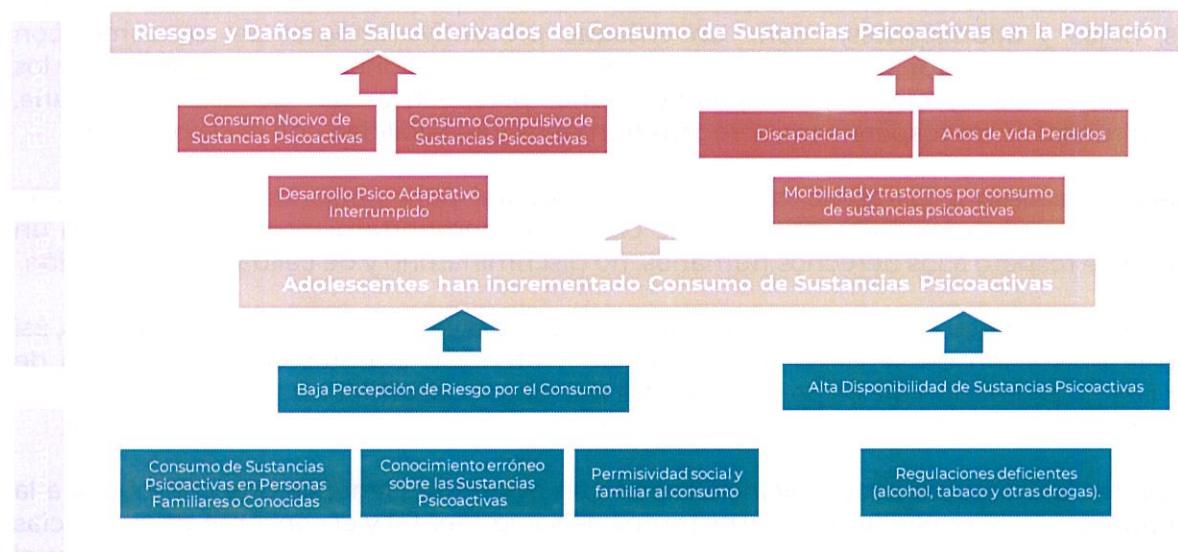 Riesgos y Daños a la Salud derivados del Consumo de Sustancias Psicoactivas en la Población
Consumo Nocivo de
Sustancias Psicoactivas
Consumo Compulsivo de
Sustancias Psicoactivas
Discapacidad
Años de Vida Perdidos
Desarrollo Psico Adaptativo
Interrumpido
Morbilidad y trastornos por consumo
de sustancias psicoactivas
Adolescentes han incrementado Consumo de Sustancias Psicoactivas
Baja Percepción de Riesgo por el Consumo
Alta Disponibilidad de Sustancias Psicoactivas
Consumo de Sustancias
Psicoactivas en Personas
Familiares o Conocidas
Conocimiento erróneo
sobre las Sustancias
Psicoactivas
Permisividad social y
familiar al consumo
Regulaciones deficientes
(alcohol, tabaco y otras drogas).